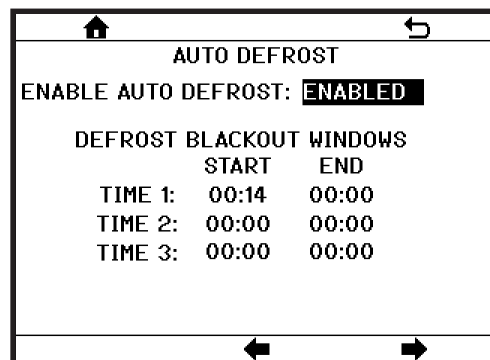 AUTO DEFROST
ENABLE AUTO DEFROST: ENABLED
DEFROST BLACKOUT WINDOWS
START END
TIME 1: 00:14 00:00
TIME 2: 00:00 00:00
TIME 3: 00:00 00:00